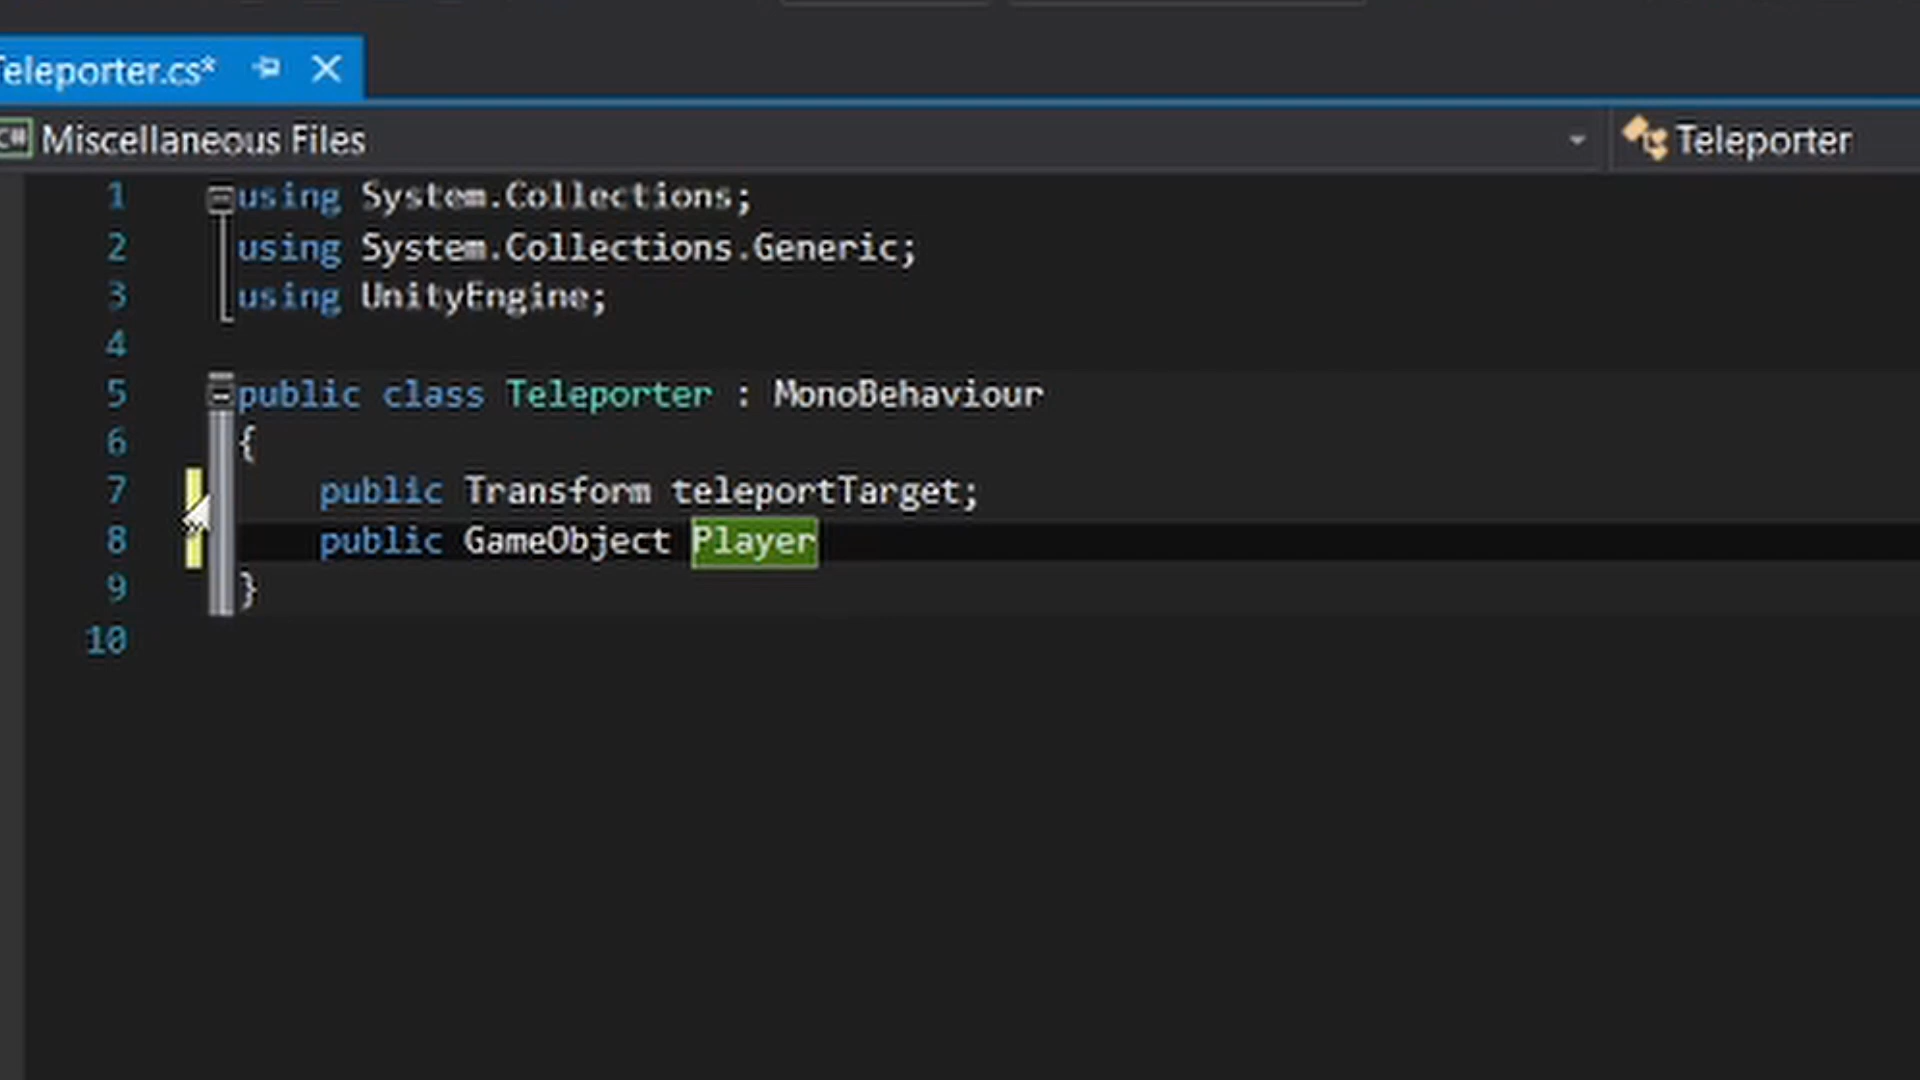 eleporter.cs*
C# Miscellaneous Files
Teleporter
1 using System.Collections;
2 using System.Collections.Generic;
3 using UnityEngine;
4
5 public class Teleporter : MonoBehaviour
6 {
7 public Transform teleportTarget;
8 public GameObject Player
9 }
10